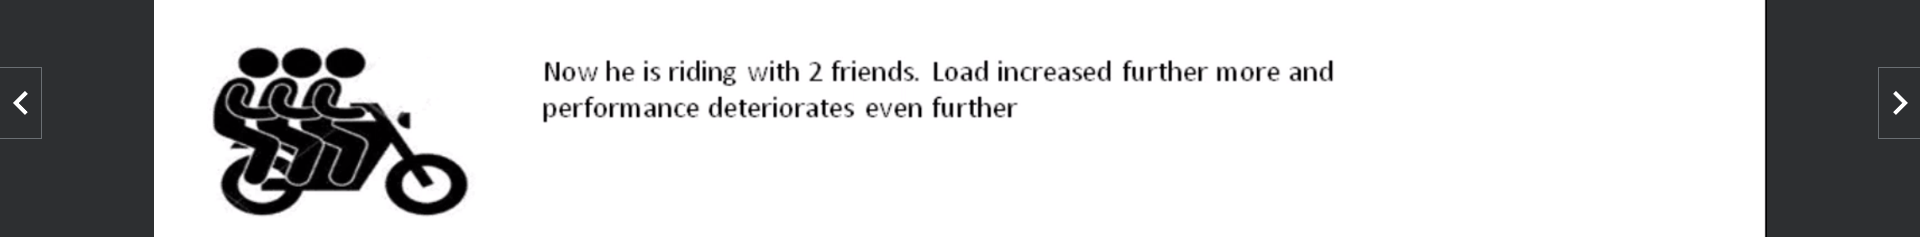 Now he is riding with 2 friends. Load increased further more and
performance deteriorates even further